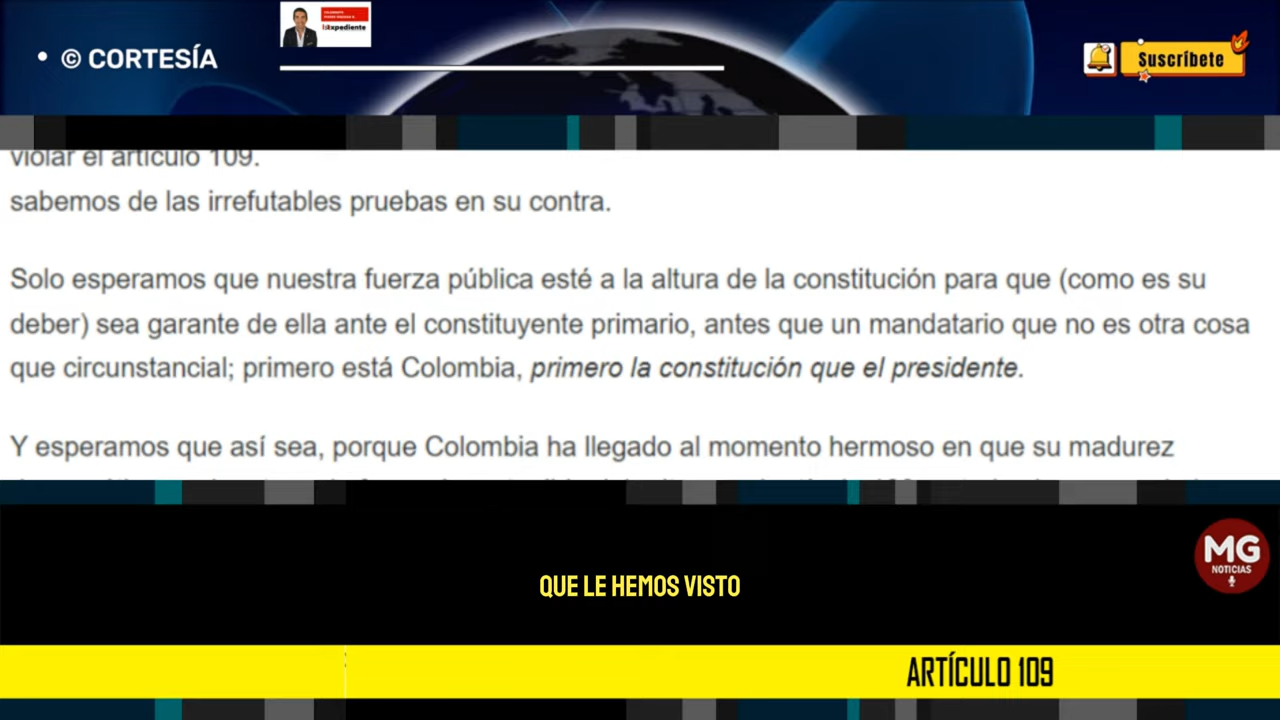 • © CORTESÍA
Suscríbete
violar el artículo 109.
sabemos de las irrefutables pruebas en su contra.
Solo esperamos que nuestra fuerza pública esté a la altura de la constitución para que (como es su
deber) sea garante de ella ante el constituyente primario, antes que un mandatario que no es otra cosa
que circunstancial; primero está Colombia, primero la constitución que el presidente.
Y esperamos que así sea, porque Colombia ha llegado al momento hermoso en que su madurez
MG
NOTICIAS
QUE LE HEMOS VISTO
ARTÍCULO 109